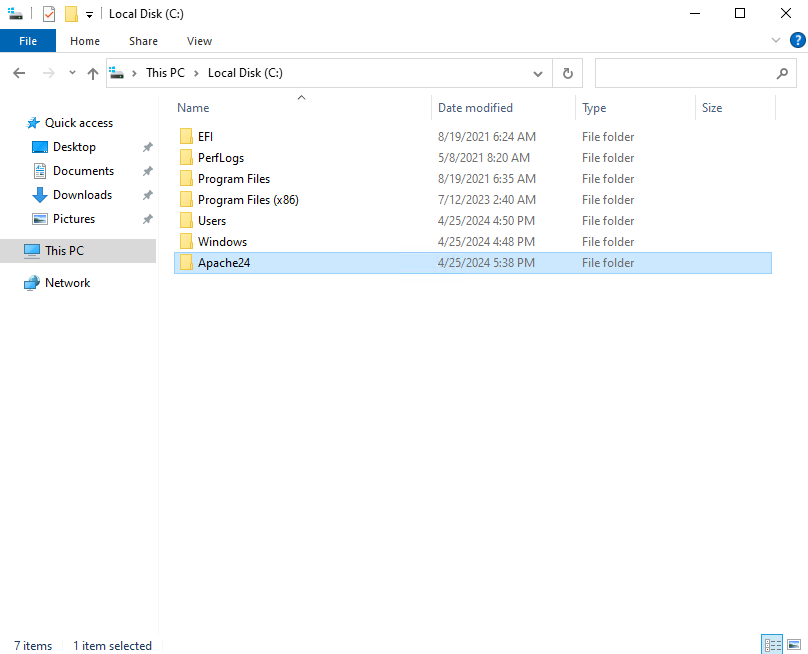 Local Disk (C:)
File Home Share View ?
This PC > Local Disk (C:)
Name Date modified Type Size
Quick access
Desktop
Documents
Downloads
Pictures
This PC
Network
EFI 8/19/2021 6:24 AM File folder
PerfLogs 5/8/2021 8:20 AM File folder
Program Files 8/19/2021 6:35 AM File folder
Program Files (x86) 7/12/2023 2:40 AM File folder
Users 4/25/2024 4:50 PM File folder
Windows 4/25/2024 4:48 PM File folder
Apache24 4/25/2024 5:38 PM File folder
7 items 1 item selected